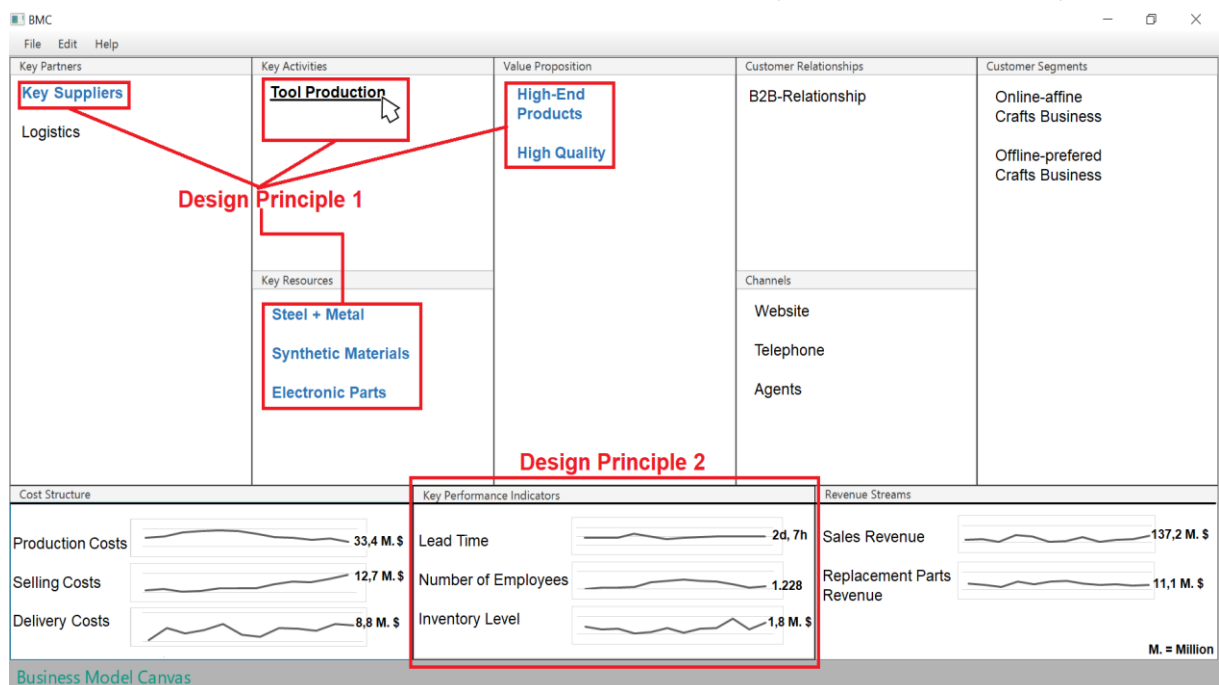 BMC
File Edit Help
Key Partners
Key Suppliers
Logistics
Key Activities
Tool Production
Value Proposition
High-End
Products
High Quality
Customer Relationships
B2B-Relationship
Customer Segments
Online-affine
Crafts Business
Offline-prefered
Crafts Business
Design Principle 1
Key Resources
Steel + Metal
Synthetic Materials
Electronic Parts
Channels
Website
Telephone
Agents
Design Principle 2
Cost Structure
Production Costs 33,4 M. $
Selling Costs 12,7 M. $
Delivery Costs 8,8 M. $
Key Performance Indicators
Lead Time 2d, 7h
Number of Employees 1.228
Inventory Level 1,8 M. $
Revenue Streams
Sales Revenue 137,2 M. $
Replacement Parts
Revenue 11,1 M. $
M. = Million
Business Model Canvas